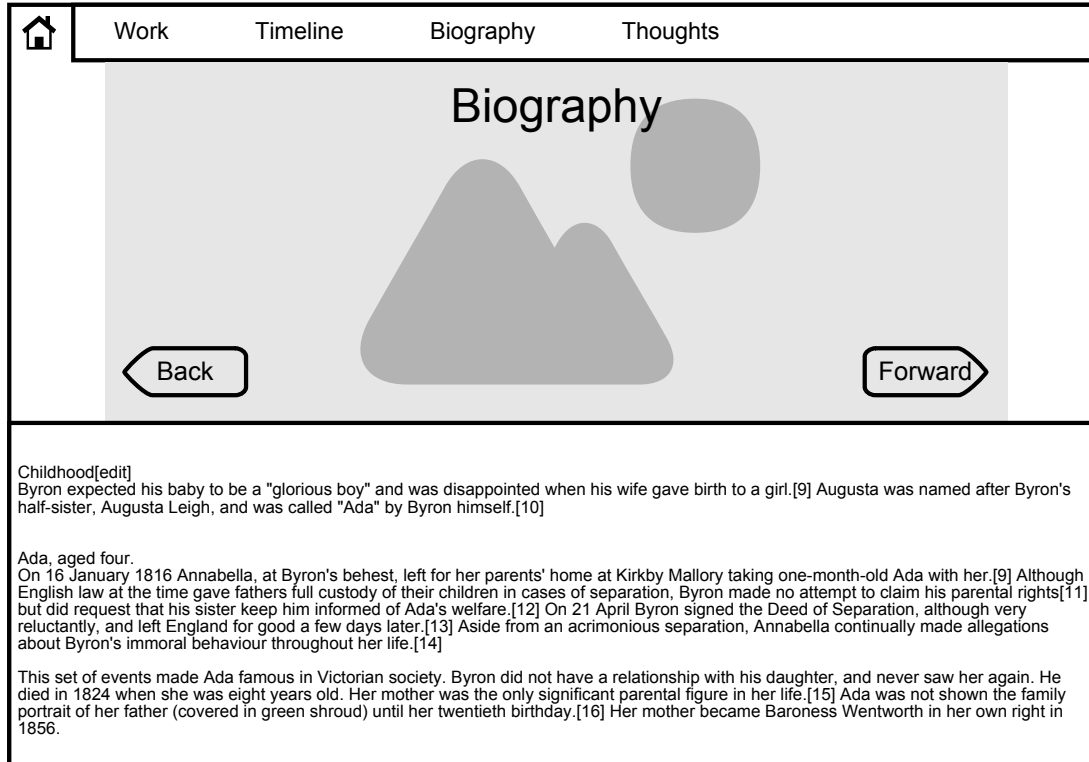 Work Timeline Biography Thoughts
Biography
Back Forward
Childhood[edit]
Byron expected his baby to be a "glorious boy" and was disappointed when his wife gave birth to a girl.[9] Augusta was named after Byron's
half-sister, Augusta Leigh, and was called "Ada" by Byron himself.[10]
Ada, aged four.
On 16 January 1816 Annabella, at Byron's behest, left for her parents' home at Kirkby Mallory taking one-month-old Ada with her.[9] Although
English law at the time gave fathers full custody of their children in cases of separation, Byron made no attempt to claim his parental rights[11]
but did request that his sister keep him informed of Ada's welfare.[12] On 21 April Byron signed the Deed of Separation, although very
reluctantly, and left England for good a few days later.[13] Aside from an acrimonious separation, Annabella continually made allegations
about Byron's immoral behaviour throughout her life.[14]
This set of events made Ada famous in Victorian society. Byron did not have a relationship with his daughter, and never saw her again. He
died in 1824 when she was eight years old. Her mother was the only significant parental figure in her life.[15] Ada was not shown the family
portrait of her father (covered in green shroud) until her twentieth birthday.[16] Her mother became Baroness Wentworth in her own right in
1856.